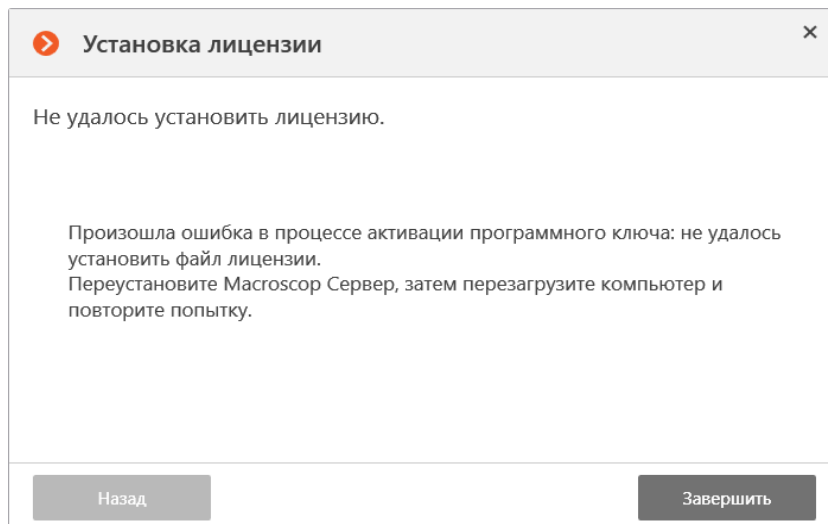 Установка лицензии
Не удалось установить лицензию.
Произошла ошибка в процессе активации программного ключа: не удалось
установить файл лицензии.
Переустановите Macroscop Сервер, затем перезагрузите компьютер и
повторите попытку.
Назад
Завершить